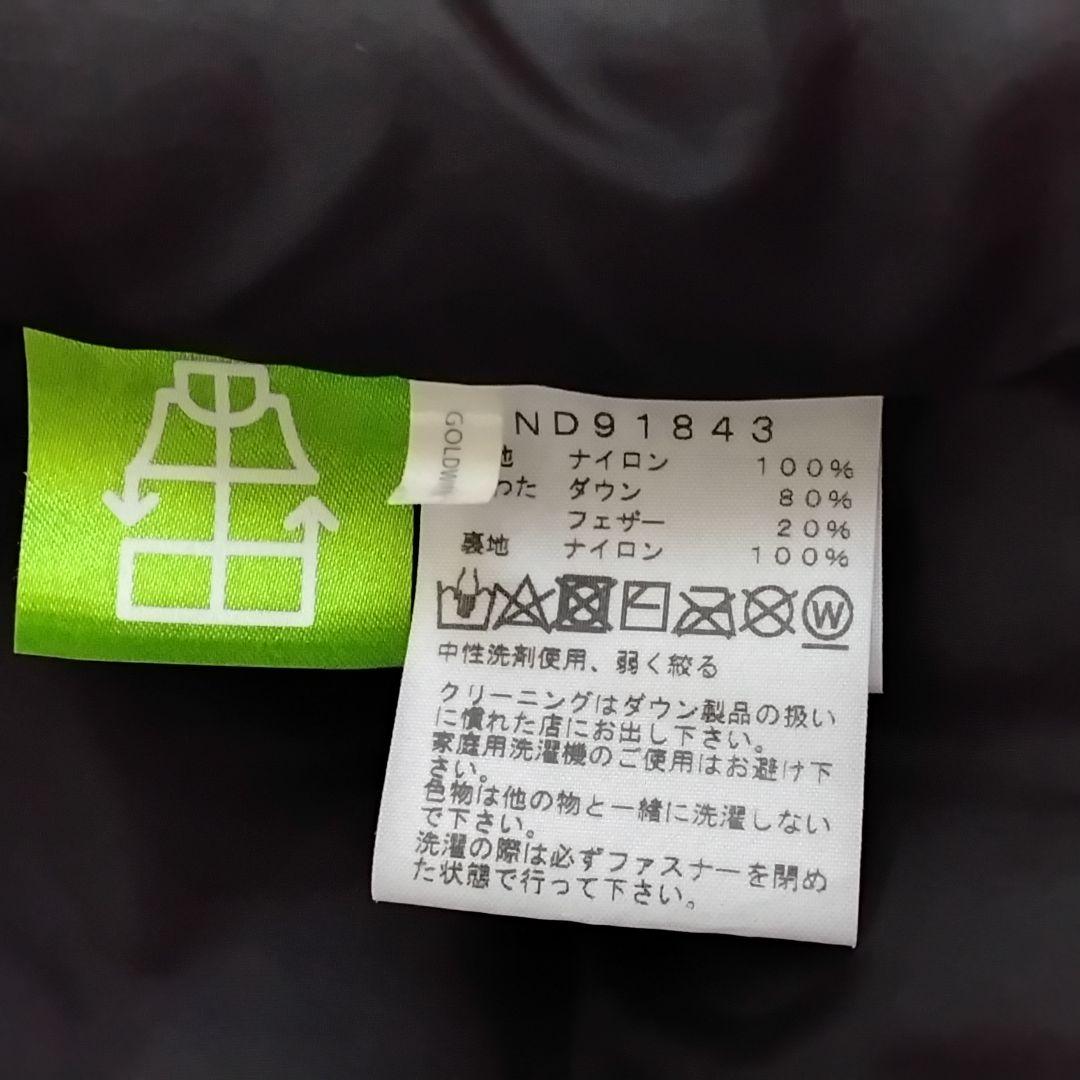 GOLDWIN
ND91843
地 ナイロン 100%
わた ダウン 80%
フェザー 20%
裏地 ナイロン 100%
W
中性洗剤使用、弱く絞る
クリーニングはダウン製品の扱い
に慣れた店にお出し下さい。
家庭用洗濯機のご使用はお避け下
さい。
色物は他の物と一緒に洗濯しない
で下さい。
洗濯の際は必ずファスナーを閉め
た状態で行って下さい。